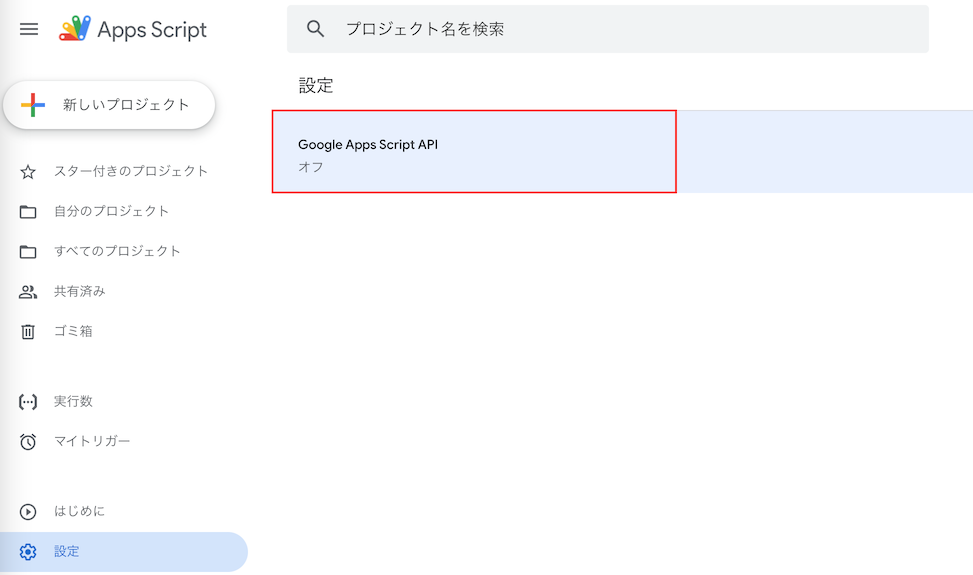 Apps Script
プロジェクト名を検索
新しいプロジェクト
スター付きのプロジェクト
自分のプロジェクト
すべてのプロジェクト
共有済み
ゴミ箱
実行数
マイトリガー
はじめに
設定
設定
Google Apps Script API
オフ